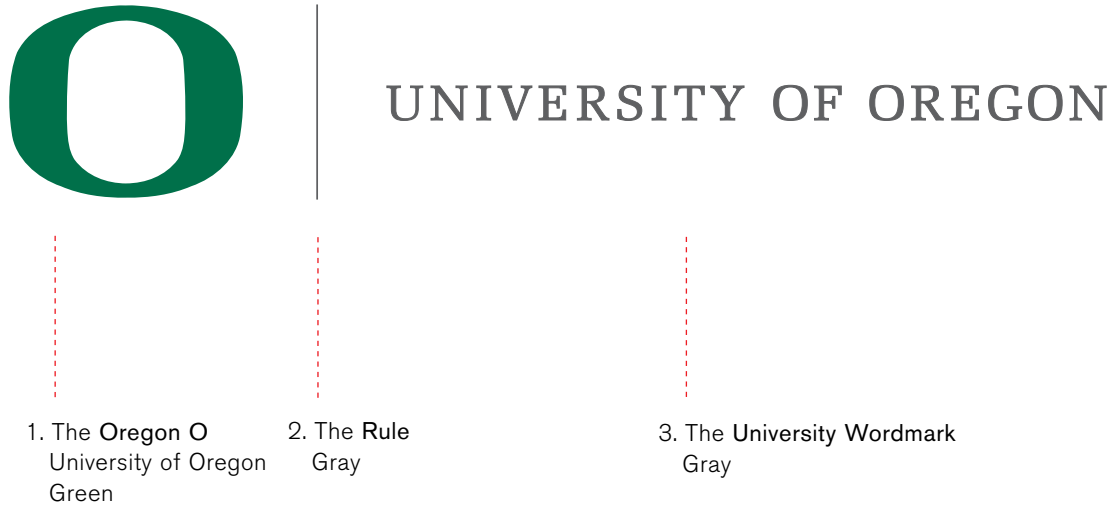 O
UNIVERSITY OF OREGON
1. The Oregon O
University of Oregon
Green
2. The Rule
Gray
3. The University Wordmark
Gray